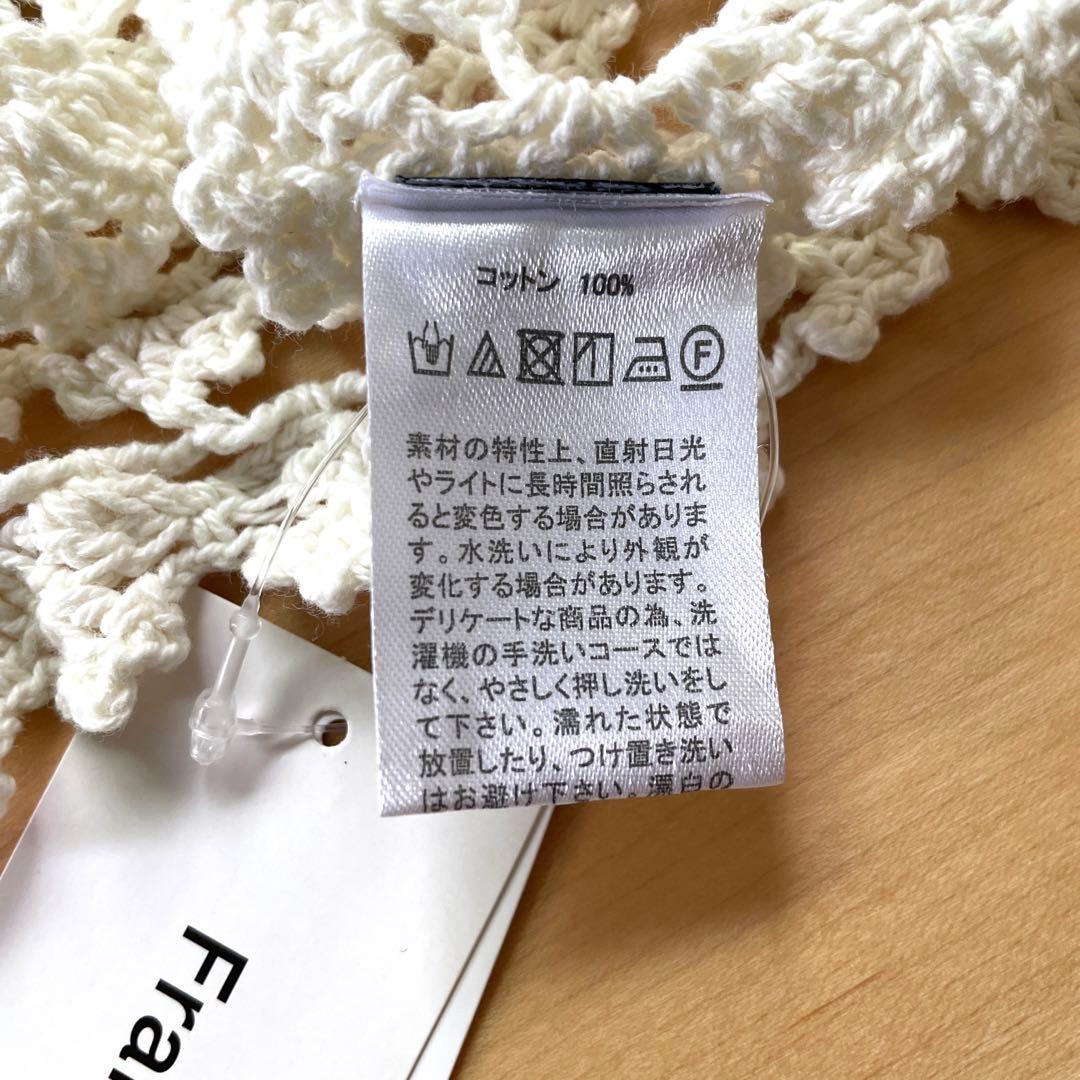 コットン 100%
F
素材の特性上、直射日光
やライトに長時間照らされ
ると変色する場合がありま
す。水洗いにより外観が
変化する場合があります。
デリケートな商品の為、洗
濯機の手洗いコースでは
なく、やさしく押し洗いをし
て下さい。濡れた状態で
放置したり、つけ置き洗い
はお避け下さい。漂白の
Fra